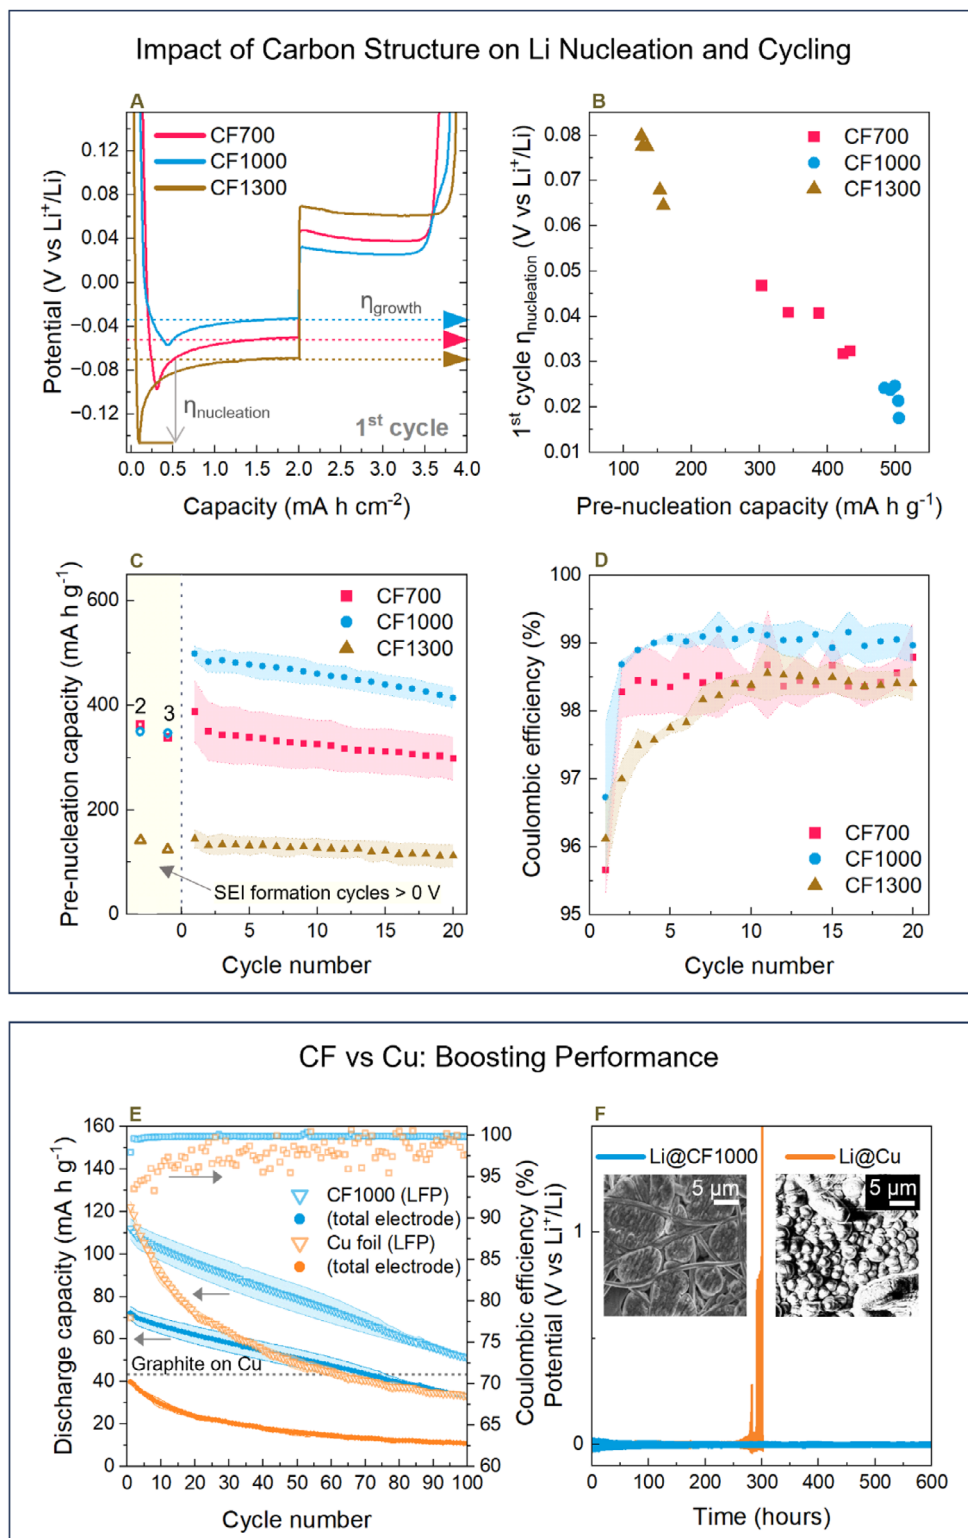 Impact of Carbon Structure on Li Nucleation and Cycling
A
CF700
CF1000
CF1300
0.12
0.08
0.04
0.00
−0.04
−0.08
−0.12
Potential (V vs Li⁺/Li)
η_growth
η_nucleation
1ˢᵗ cycle
0.0 0.5 1.0 1.5 2.0 2.5 3.0 3.5 4.0
Capacity (mA h cm⁻²)
B
CF700
CF1000
CF1300
0.08
0.07
0.06
0.05
0.04
0.03
0.02
0.01
1ˢᵗ cycle η_nucleation (V vs Li⁺/Li)
100 200 300 400 500
Pre-nucleation capacity (mA h g⁻¹)
C
CF700
CF1000
CF1300
600
400
200
0
Pre-nucleation capacity (mA h g⁻¹)
2
3
SEI formation cycles > 0 V
0 5 10 15 20
Cycle number
D
100
99
98
97
96
95
Coulombic efficiency (%)
CF700
CF1000
CF1300
0 5 10 15 20
Cycle number
CF vs Cu: Boosting Performance
E
160
140
120
100
80
60
40
20
0
Discharge capacity (mA h g⁻¹)
CF1000 (LFP)
(total electrode)
Cu foil (LFP)
(total electrode)
Graphite on Cu
100
95
90
85
80
75
70
65
60
Coulombic efficiency (%)
0 10 20 30 40 50 60 70 80 90 100
Cycle number
F
Li@CF1000
Li@Cu
5 µm
5 µm
1
0
Potential (V vs Li⁺/Li)
0 100 200 300 400 500 600
Time (hours)